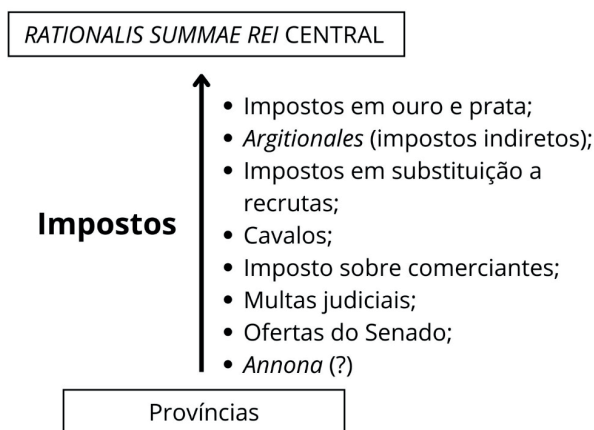 RATIONALIS SUMMAE REI CENTRAL
Impostos
• Impostos em ouro e prata;
• Argitionales (impostos indiretos);
• Impostos em substituição a
recrutas;
• Cavalos;
• Imposto sobre comerciantes;
• Multas judiciais;
• Ofertas do Senado;
• Annona (?)
Províncias